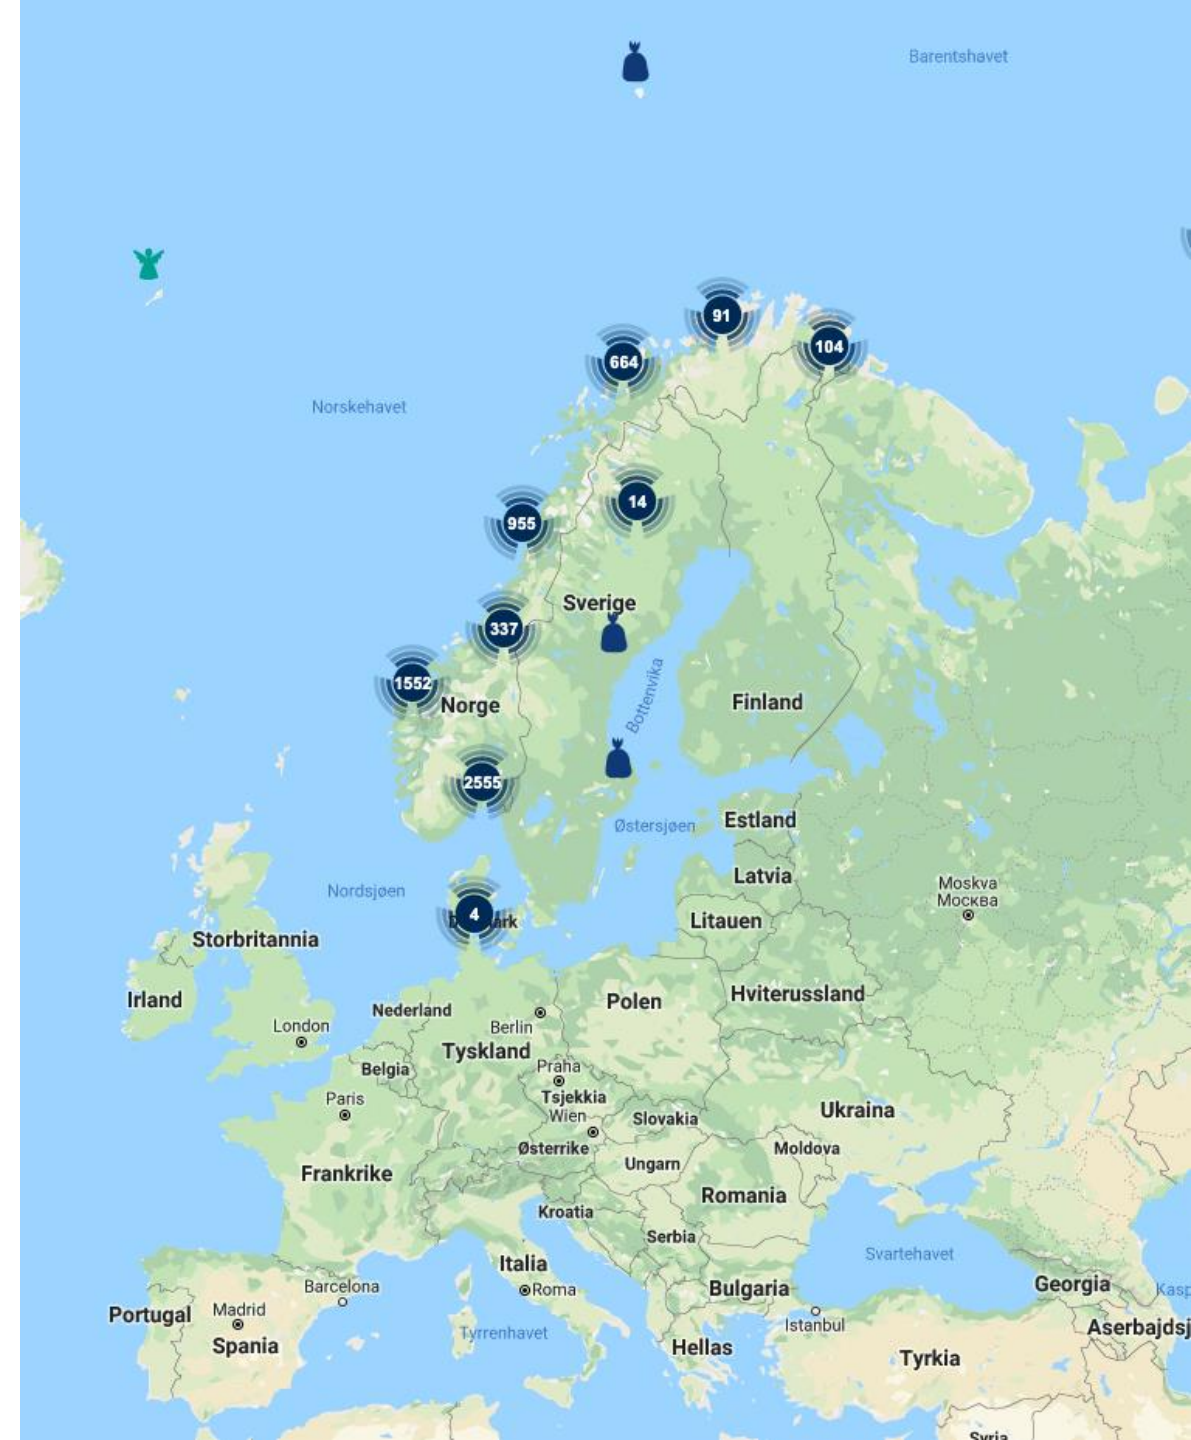 Barentshavet
91
104
664
Norskehavet
14
955
Sverige
337
1552
Norge
Bottenvika
Finland
2555
Østersjøen
Estland
Latvia
Moskva
Москва
Nordsjøen
4
Litauen
Storbritannia
Irland
Nederland
Polen
Hviterussland
London
Berlin
Tyskland
Belgia
Praha
Tsjekkia
Paris
Wien
Slovakia
Ukraina
Østerrike
Moldova
Ungarn
Frankrike
Romania
Kroatia
Serbia
Svartehavet
Italia
Barcelona
Roma
Bulgaria
Georgia
Kasp
Portugal
Madrid
Istanbul
Aserbajdsj
Tyrrenhavet
Spania
Hellas
Tyrkia
Syria